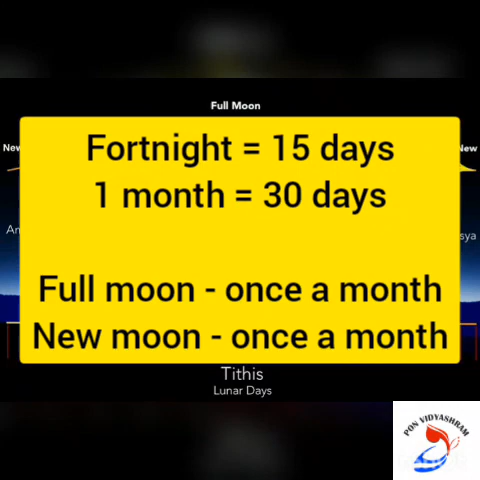 Full Moon
New
Fortnight = 15 days
New
1 month = 30 days
sya
Full moon - once a month
New moon - once a month
Tithis
Lunar Days
PON VIDYASHRAM